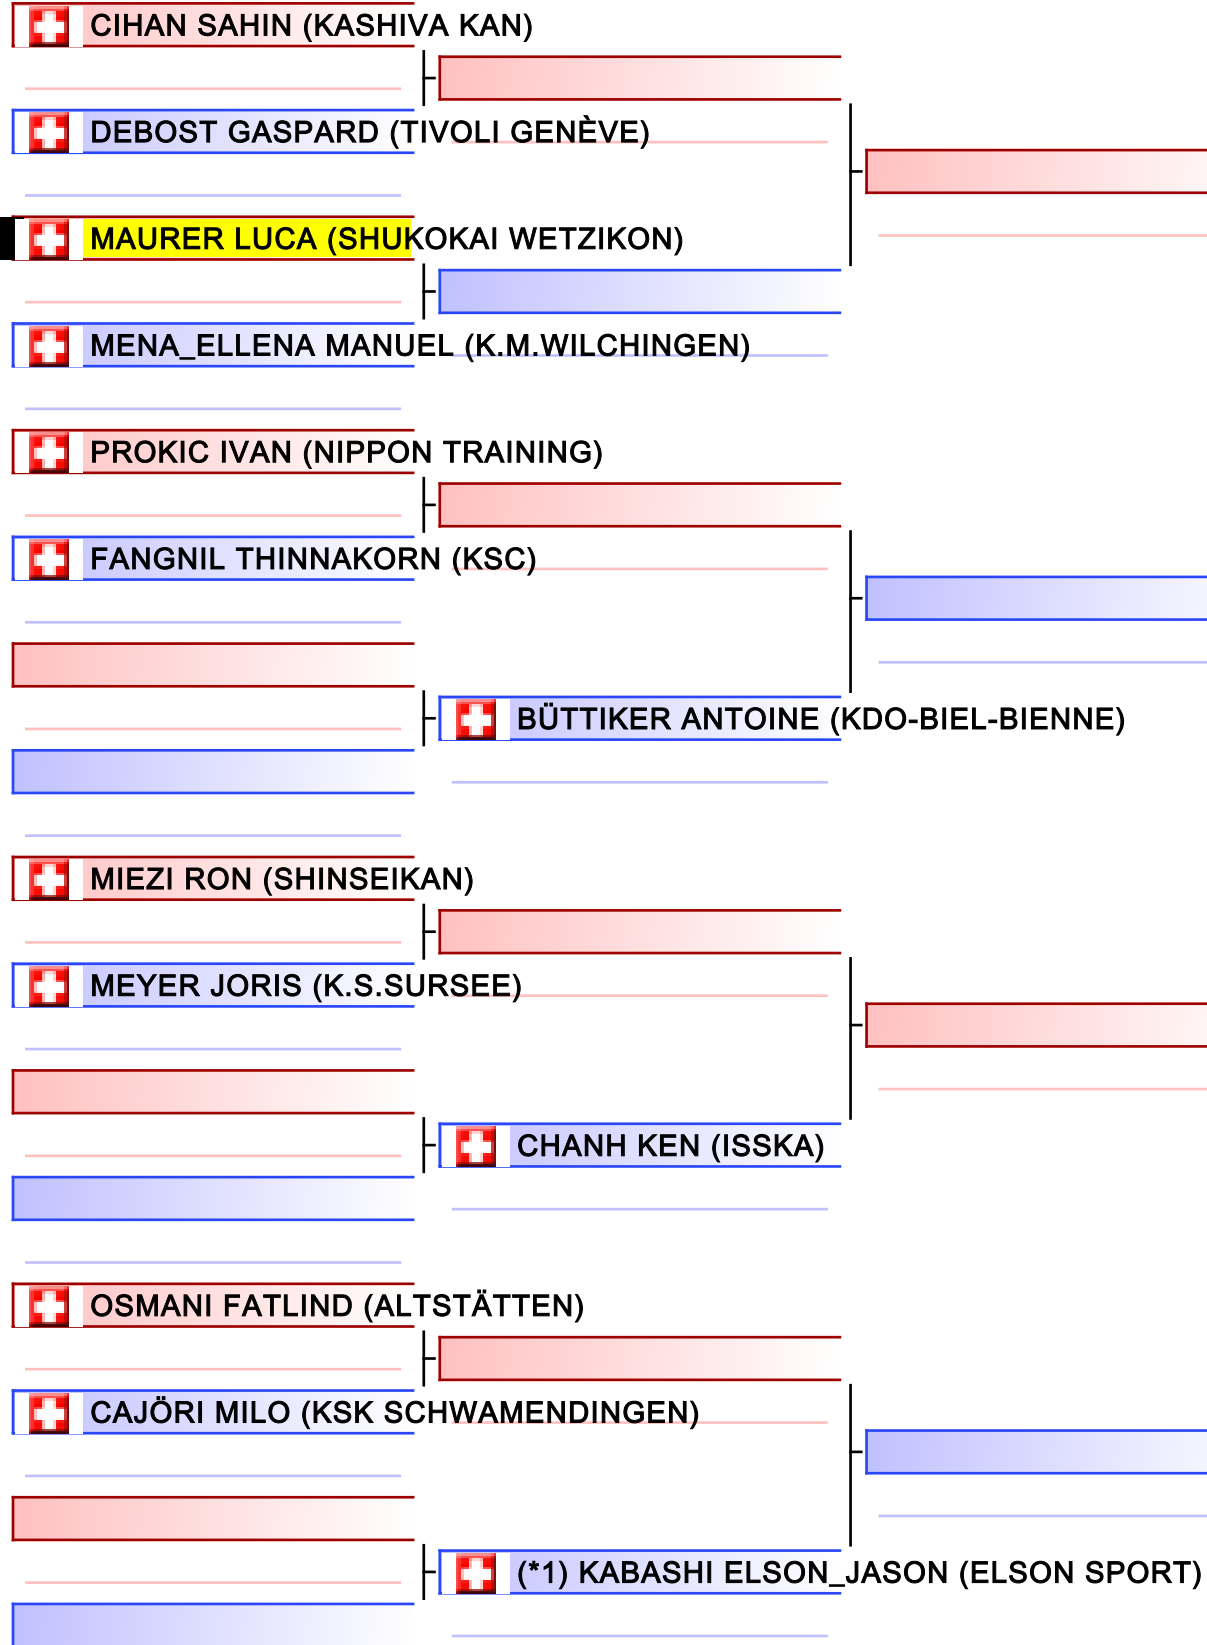 CIHAN SAHIN (KASHIVA KAN)
DEBOST GASPARD (TIVOLI GENÈVE)
MAURER LUCA (SHUKOKAI WETZIKON)
MENA_ELLENA MANUEL (K.M.WILCHINGEN)
PROKIC IVAN (NIPPON TRAINING)
FANGNIL THINNAKORN (KSC)
BÜTTIKER ANTOINE (KDO-BIEL-BIENNE)
MIEZI RON (SHINSEIKAN)
MEYER JORIS (K.S.SURSEE)
CHANH KEN (ISSKA)
OSMANI FATLIND (ALTSTÄTTEN)
CAJÖRI MILO (KSK SCHWAMENDINGEN)
(*1) KABASHI ELSON_JASON (ELSON SPORT)